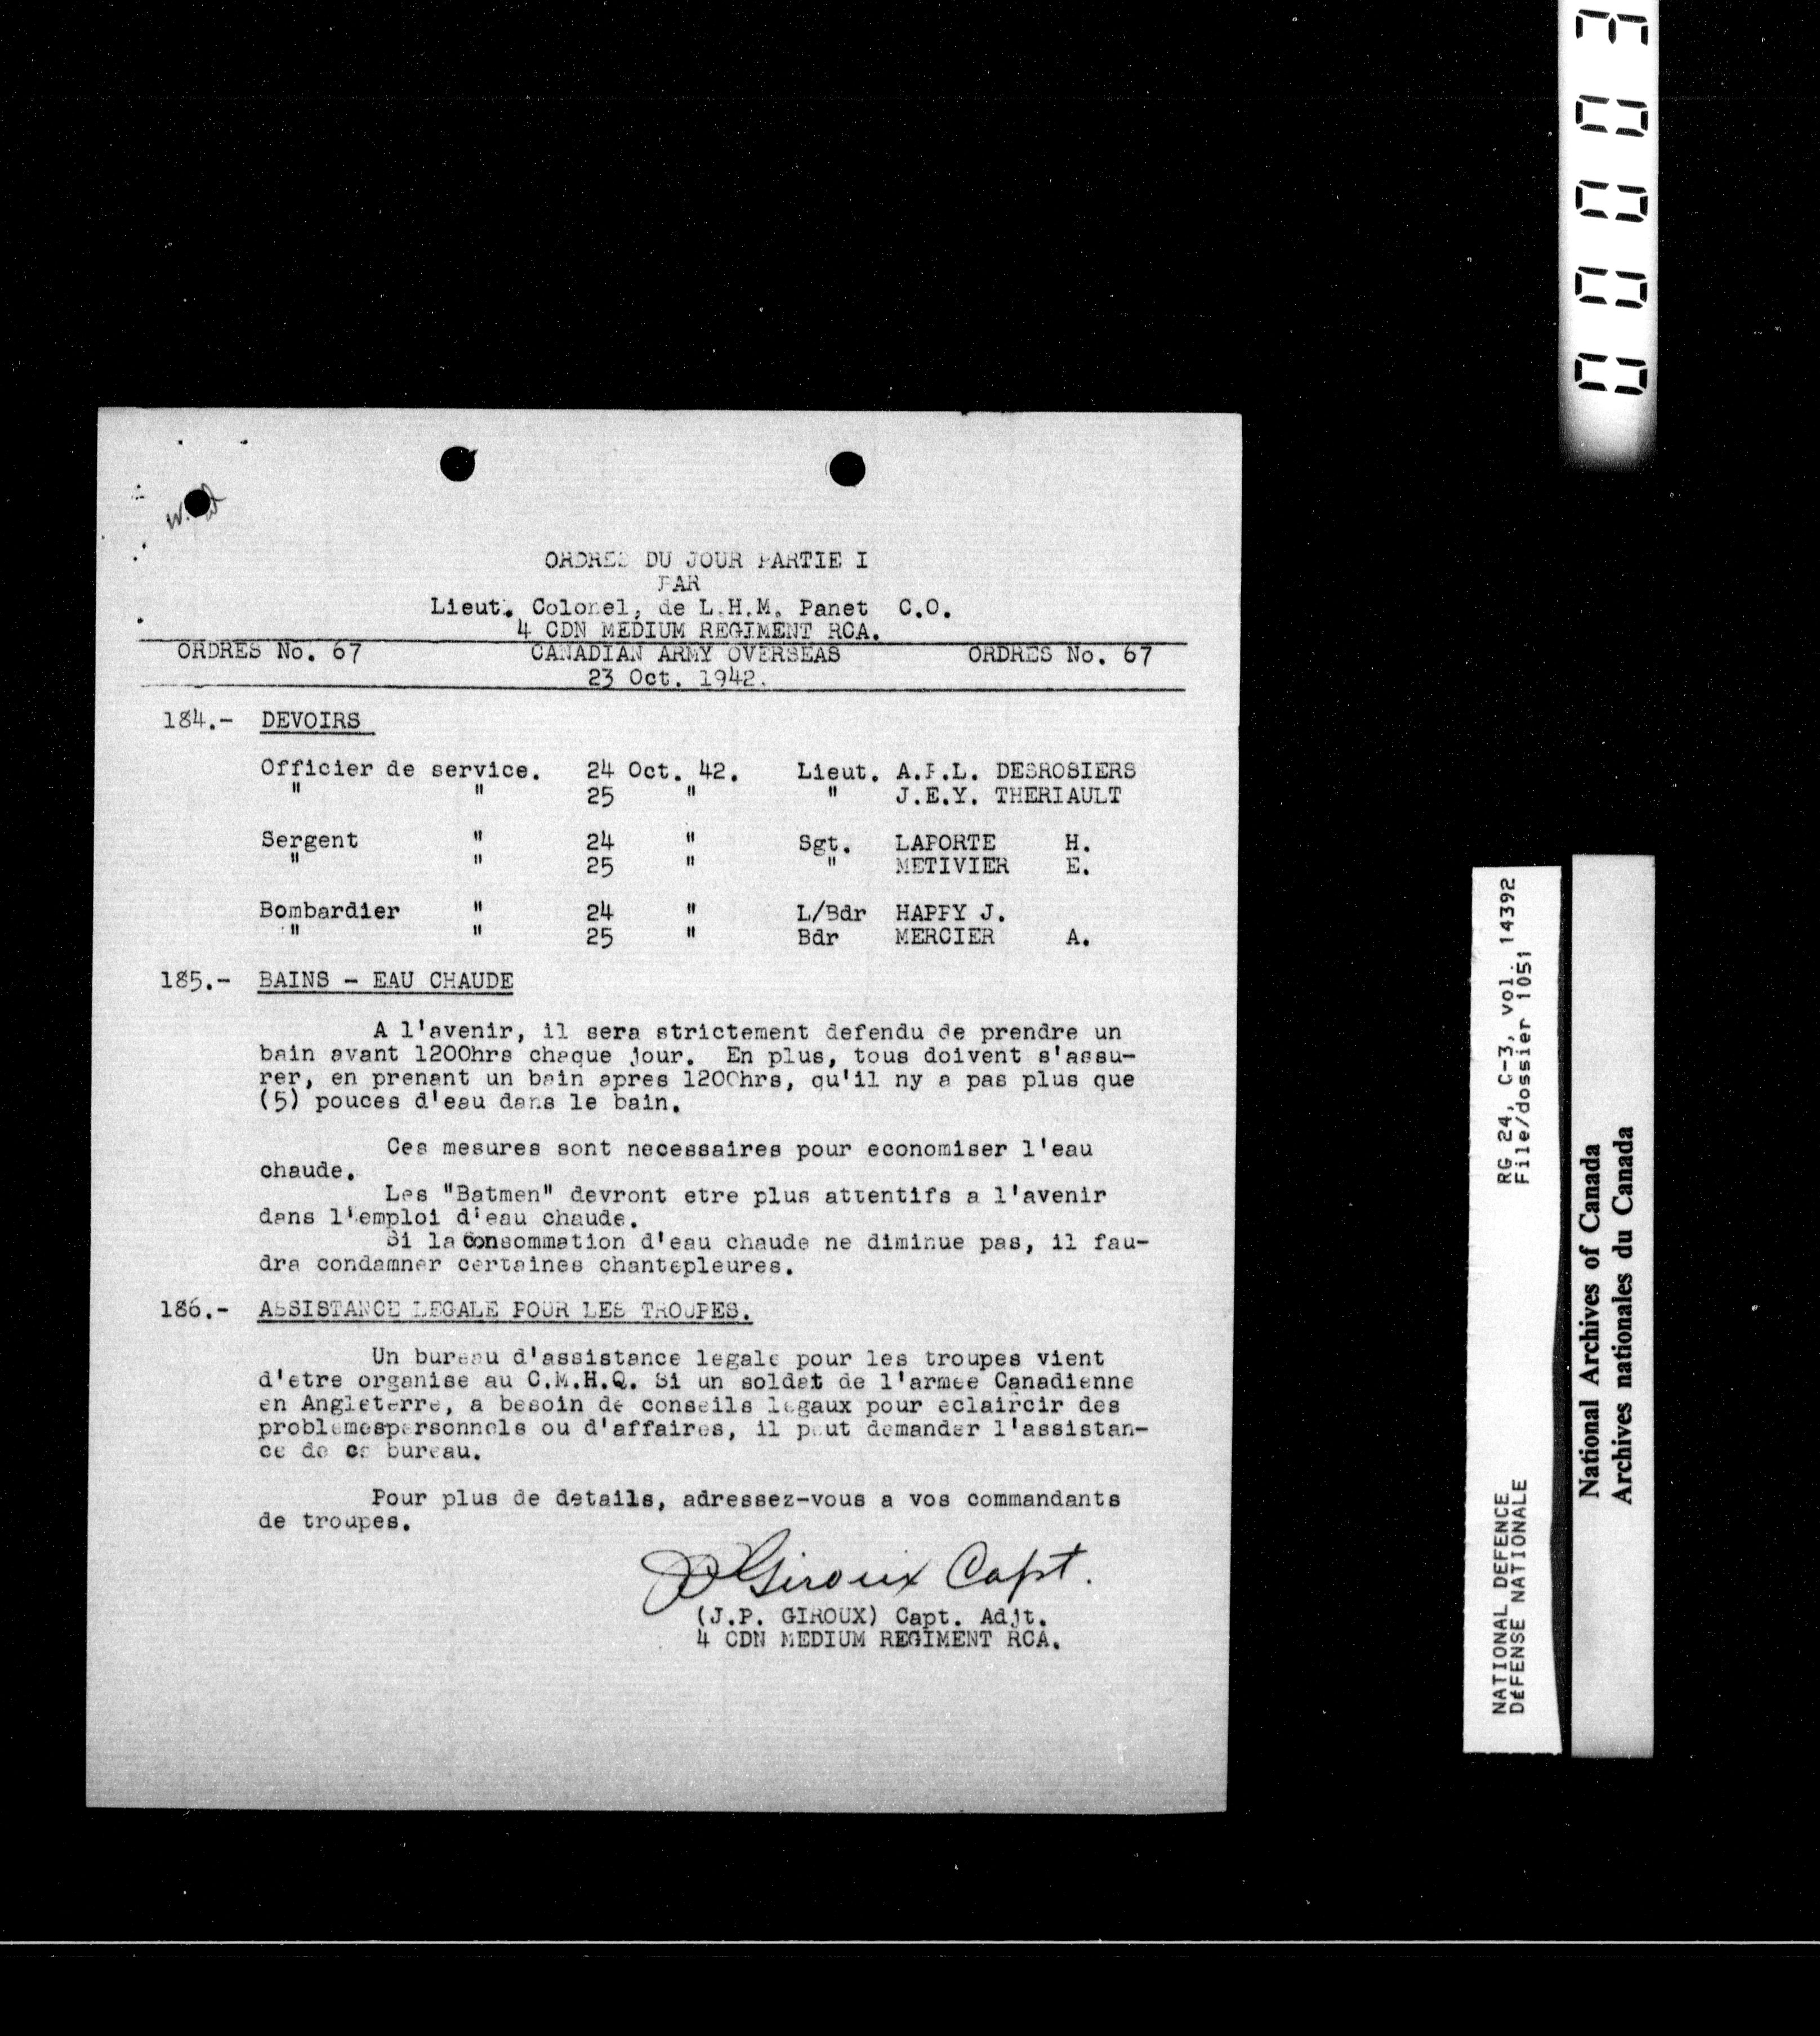 ORDRES DU JOUR PARTIE I
PAR
Lieut. Colonel, de L.H.M. Panet C.O.
4 CDN MEDIUM REGIMENT RCA.
ORDRES No. 67 CANADIAN ARMY OVERSEAS ORDRES No. 67
23 Oct. 1942.
184.- DEVOIRS
Officier de service. 24 Oct. 42. Lieut. A.P.L. DESROSIERS
" " 25 " " J.E.Y. THERIAULT
Sergent " 24 " Sgt. LAPORTE H.
" " 25 " " METIVIER E.
Bombardier " 24 " L/Bdr HAPPY J.
" " 25 " Bdr MERCIER A.
185.- BAINS - EAU CHAUDE
A l'avenir, il sera strictement defendu de prendre un
bain avant 1200hrs chaque jour. En plus, tous doivent s'assu-
rer, en prenant un bain apres 1200hrs, qu'il ny a pas plus que
(5) pouces d'eau dans le bain.
Ces mesures sont necessaires pour economiser l'eau
chaude.
Les "Batmen" devront etre plus attentifs a l'avenir
dans l'emploi d'eau chaude.
Si la consommation d'eau chaude ne diminue pas, il fau-
dra condamner certaines chantepleures.
186.- ASSISTANCE LEGALE POUR LES TROUPES.
Un bureau d'assistance legale pour les troupes vient
d'etre organise au C.M.H.Q. Si un soldat de l'armee Canadienne
en Angleterre, a besoin de conseils legaux pour eclaircir des
problemespersonnels ou d'affaires, il peut demander l'assistan-
ce de ce bureau.
Pour plus de details, adressez-vous a vos commandants
de troupes.
JP Giroux Capt.
(J.P. GIROUX) Capt. Adjt.
4 CDN MEDIUM REGIMENT RCA.
00003
NATIONAL DEFENCE RG 24, C-3, vol. 14392
DÉFENSE NATIONALE File/dossier 1051
National Archives of Canada
Archives nationales du Canada